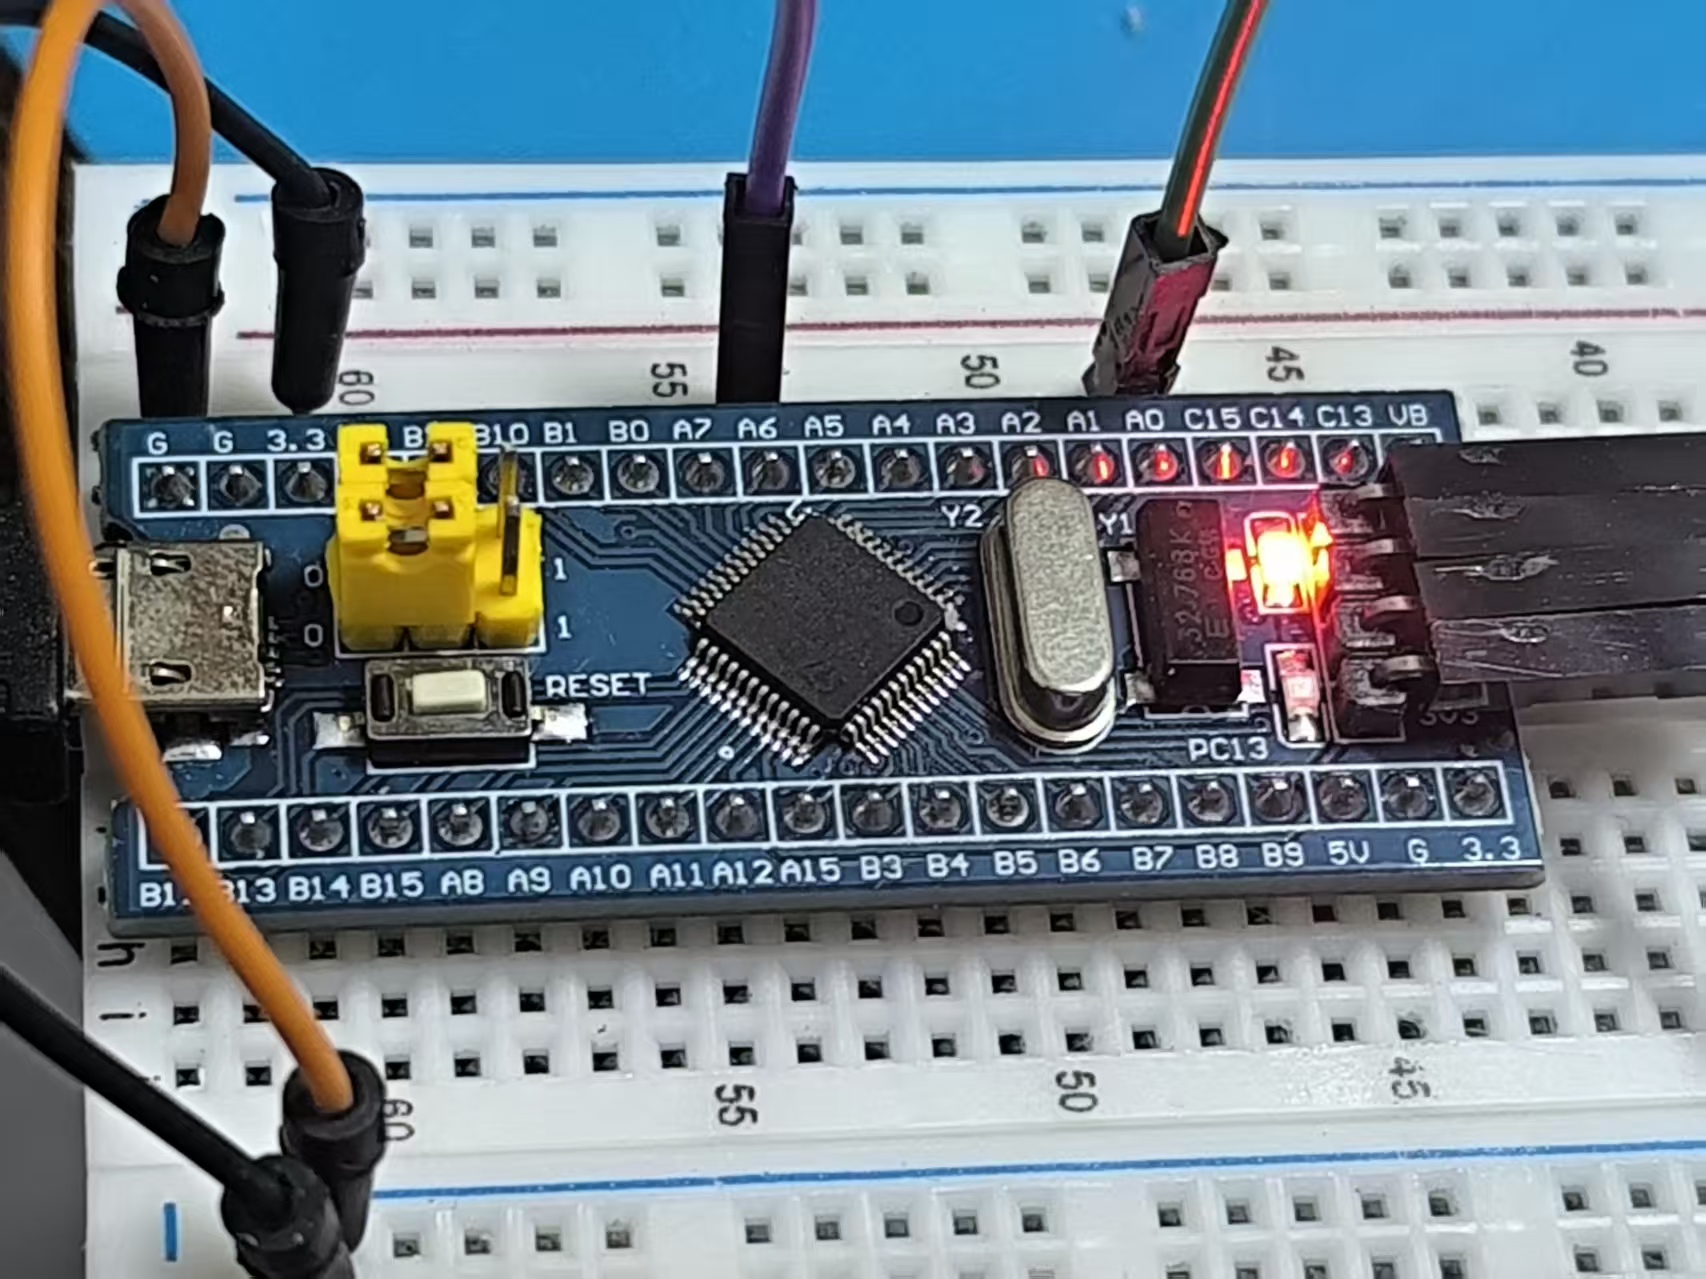 60 55 50 45 40
G G 3.3 B10 B1 B0 A7 A6 A5 A4 A3 A2 A1 A0 C15 C14 C13 VB
Y2 Y1
0 1
0 1
32.768K
RESET
3V3
PC13
B13 B14 B15 A8 A9 A10 A11 A12 A15 B3 B4 B5 B6 B7 B8 B9 5V G 3.3
h
i
60 55 50 45